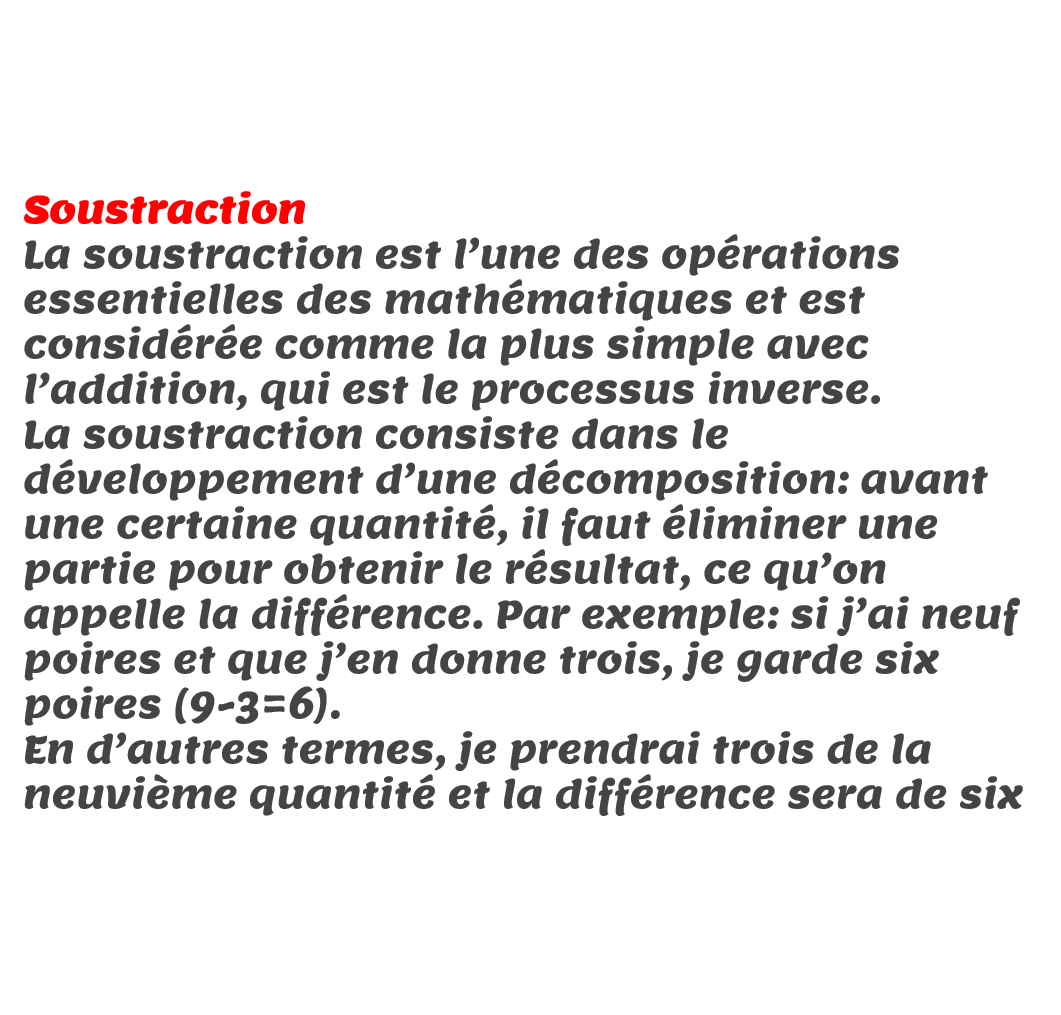 Soustraction
La soustraction est l’une des opérations
essentielles des mathématiques et est
considérée comme la plus simple avec
l’addition, qui est le processus inverse.
La soustraction consiste dans le
développement d’une décomposition: avant
une certaine quantité, il faut éliminer une
partie pour obtenir le résultat, ce qu’on
appelle la différence. Par exemple: si j’ai neuf
poires et que j’en donne trois, je garde six
poires (9-3=6).
En d’autres termes, je prendrai trois de la
neuvième quantité et la différence sera de six